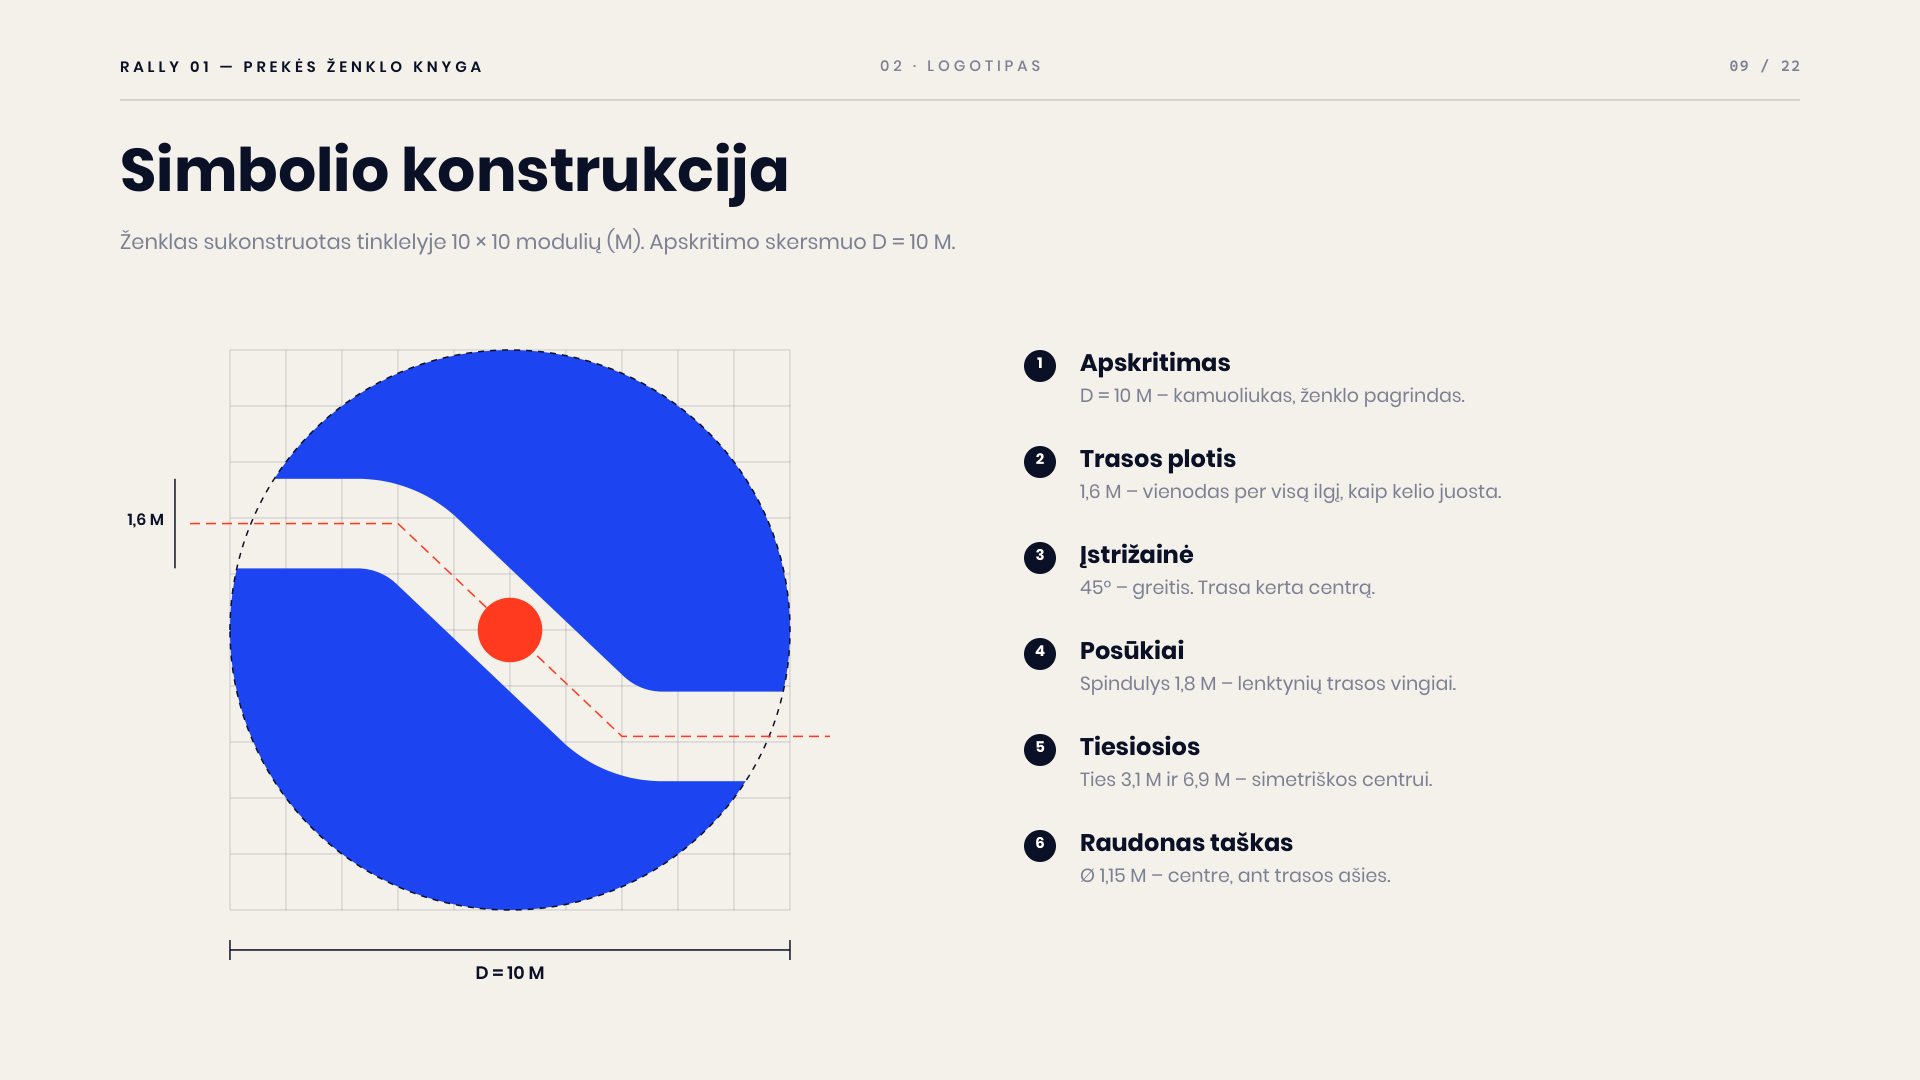 RALLY 01 — PREKĖS ŽENKLO KNYGA
02 · LOGOTIPAS
09 / 22
Simbolio konstrukcija
Ženklas sukonstruotas tinklelyje 10 × 10 modulių (M). Apskritimo skersmuo D = 10 M.
1,6 M
D = 10 M
1 Apskritimas
D = 10 M – kamuoliukas, ženklo pagrindas.
2 Trasos plotis
1,6 M – vienodas per visą ilgį, kaip kelio juosta.
3 Įstrižainė
45° – greitis. Trasa kerta centrą.
4 Posūkiai
Spindulys 1,8 M – lenktynių trasos vingiai.
5 Tiesiosios
Ties 3,1 M ir 6,9 M – simetriškos centrui.
6 Raudonas taškas
Ø 1,15 M – centre, ant trasos ašies.